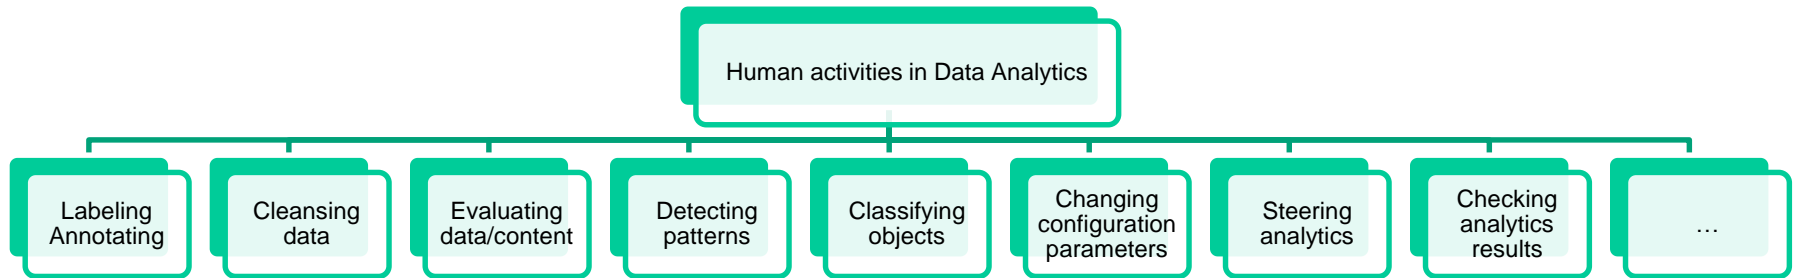 Human activities in Data Analytics
Labeling
Annotating
Cleansing
data
Evaluating
data/content
Detecting
patterns
Classifying
objects
Changing
configuration
parameters
Steering
analytics
Checking
analytics
results
…